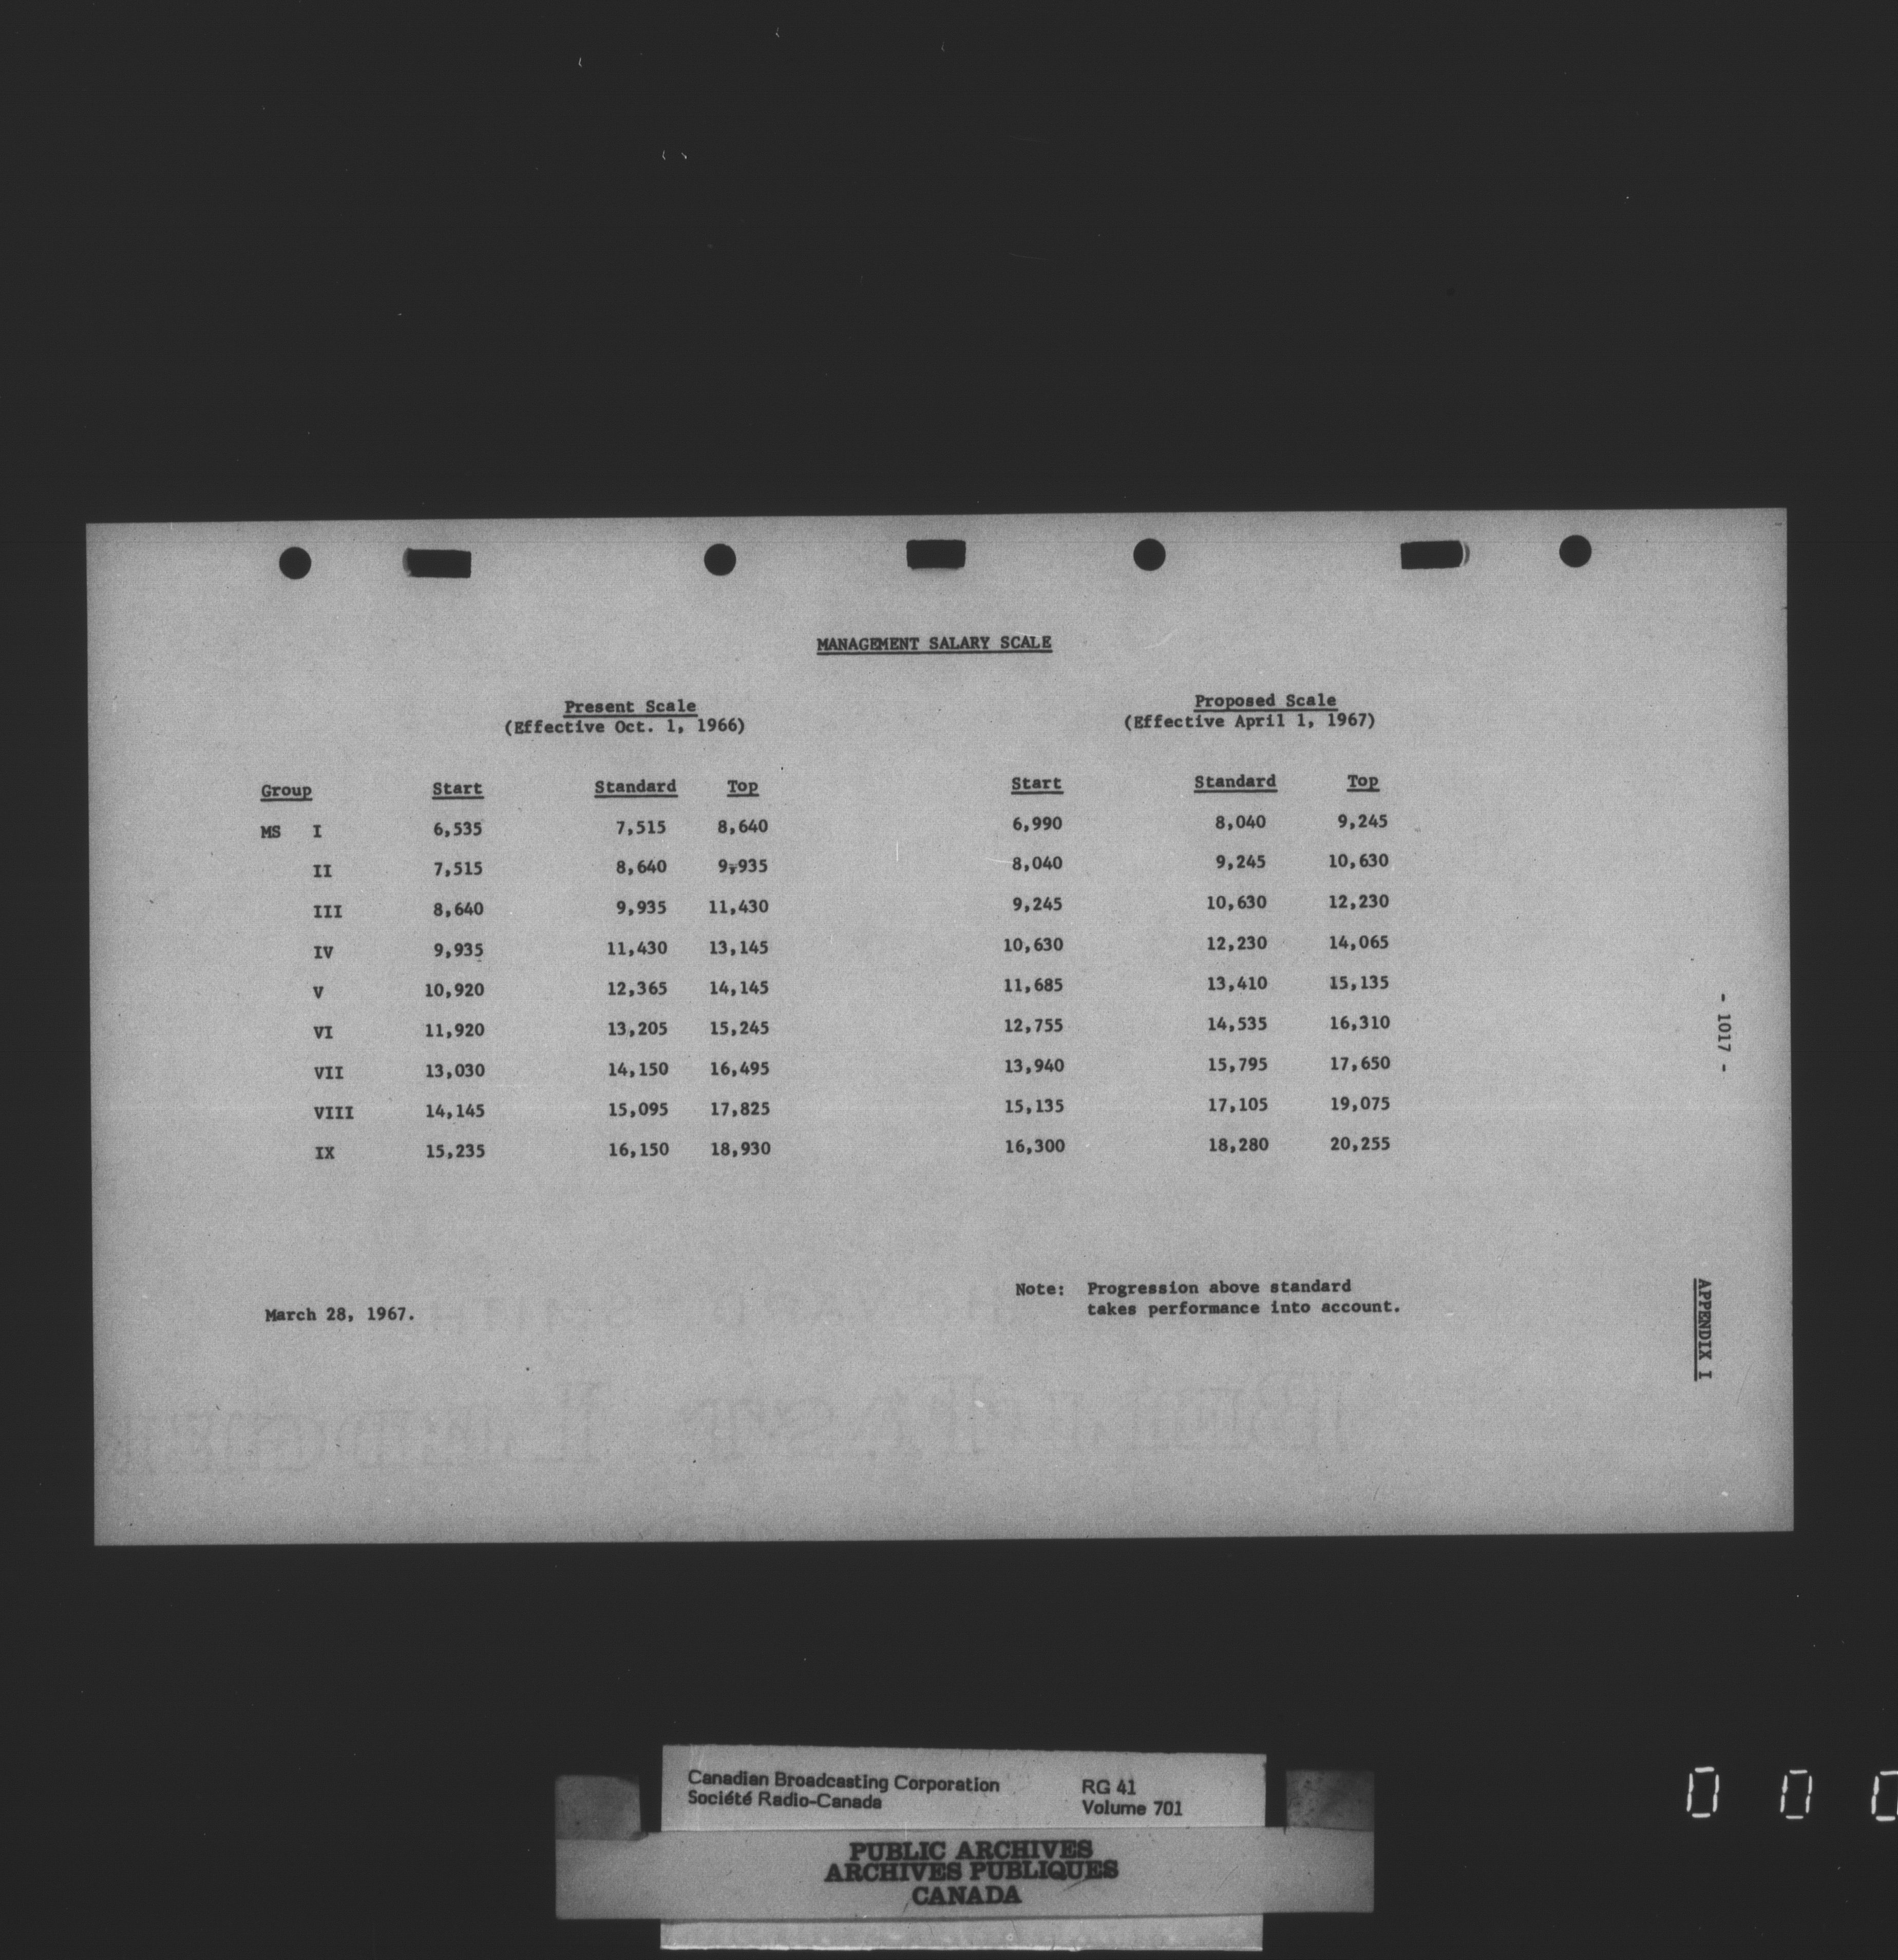 MANAGEMENT SALARY SCALE
Present Scale Proposed Scale
(Effective Oct. 1, 1966) (Effective April 1, 1967)
Group Start Standard Top Start Standard Top
MS I 6,535 7,515 8,640 6,990 8,040 9,245
II 7,515 8,640 9,935 8,040 9,245 10,630
III 8,640 9,935 11,430 9,245 10,630 12,230
IV 9,935 11,430 13,145 10,630 12,230 14,065
V 10,920 12,365 14,145 11,685 13,410 15,135
VI 11,920 13,205 15,245 12,755 14,535 16,310
VII 13,030 14,150 16,495 13,940 15,795 17,650
VIII 14,145 15,095 17,825 15,135 17,105 19,075
IX 15,235 16,150 18,930 16,300 18,280 20,255
Note: Progression above standard
takes performance into account.
March 28, 1967.
- 1017 -
APPENDIX I
Canadian Broadcasting Corporation RG 41
Société Radio-Canada Volume 701
PUBLIC ARCHIVES
ARCHIVES PUBLIQUES
CANADA
0 0 0